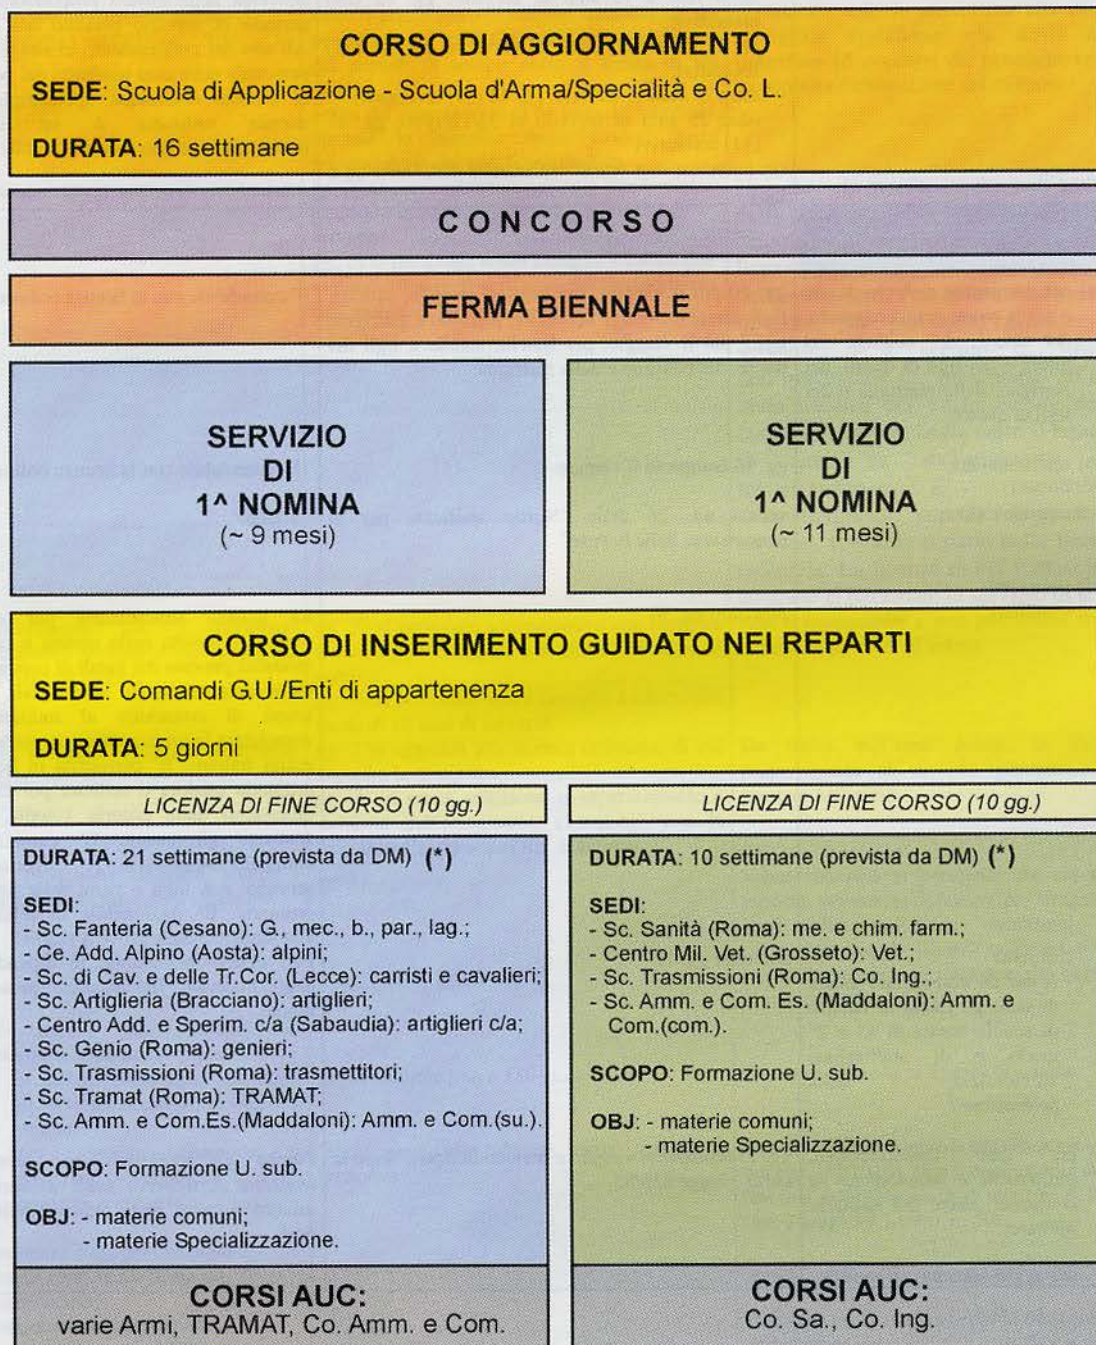 CORSO DI AGGIORNAMENTO
SEDE: Scuola di Applicazione - Scuola d'Arma/Specialità e Co. L.
DURATA: 16 settimane
CONCORSO
FERMA BIENNALE
SERVIZIO
DI
1^ NOMINA
(~ 9 mesi)
SERVIZIO
DI
1^ NOMINA
(~ 11 mesi)
CORSO DI INSERIMENTO GUIDATO NEI REPARTI
SEDE: Comandi G.U./Enti di appartenenza
DURATA: 5 giorni
LICENZA DI FINE CORSO (10 gg.)
DURATA: 21 settimane (prevista da DM) (*)
SEDI:
- Sc. Fanteria (Cesano): G., mec., b., par., lag.;
- Ce. Add. Alpino (Aosta): alpini;
- Sc. di Cav. e delle Tr.Cor. (Lecce): carristi e cavalieri;
- Sc. Artiglieria (Bracciano): artiglieri;
- Centro Add. e Sperim. c/a (Sabaudia): artiglieri c/a;
- Sc. Genio (Roma): genieri;
- Sc. Trasmissioni (Roma): trasmettitori;
- Sc. Tramat (Roma): TRAMAT;
- Sc. Amm. e Com.Es.(Maddaloni): Amm. e Com.(su.).
SCOPO: Formazione U. sub.
OBJ: - materie comuni;
- materie Specializzazione.
CORSI AUC:
varie Armi, TRAMAT, Co. Amm. e Com.
LICENZA DI FINE CORSO (10 gg.)
DURATA: 10 settimane (prevista da DM) (*)
SEDI:
- Sc. Sanità (Roma): me. e chim. farm.;
- Centro Mil. Vet. (Grosseto): Vet.;
- Sc. Trasmissioni (Roma): Co. Ing.;
- Sc. Amm. e Com. Es. (Maddaloni): Amm. e
Com.(com.).
SCOPO: Formazione U. sub.
OBJ: - materie comuni;
- materie Specializzazione.
CORSI AUC:
Co. Sa., Co. Ing.